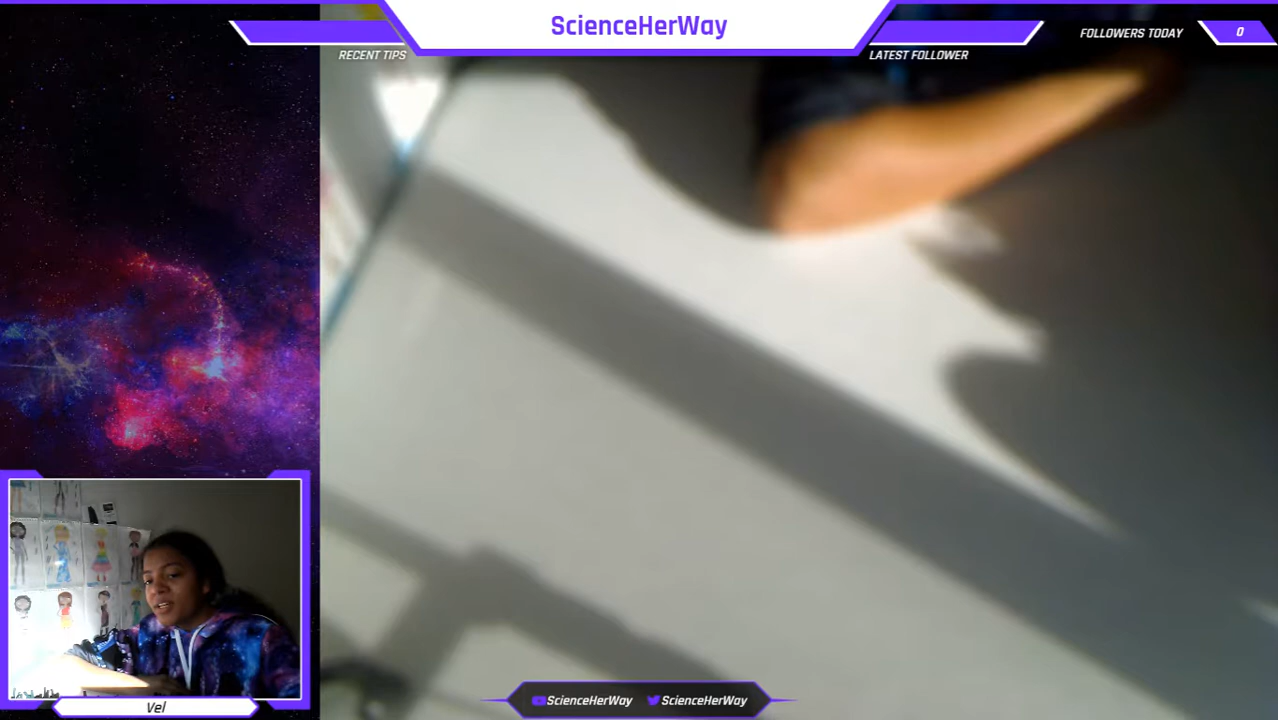 ScienceHerWay
FOLLOWERS TODAY
0
RECENT TIPS
LATEST FOLLOWER
ScienceHerWay
ScienceHerWay
Vel